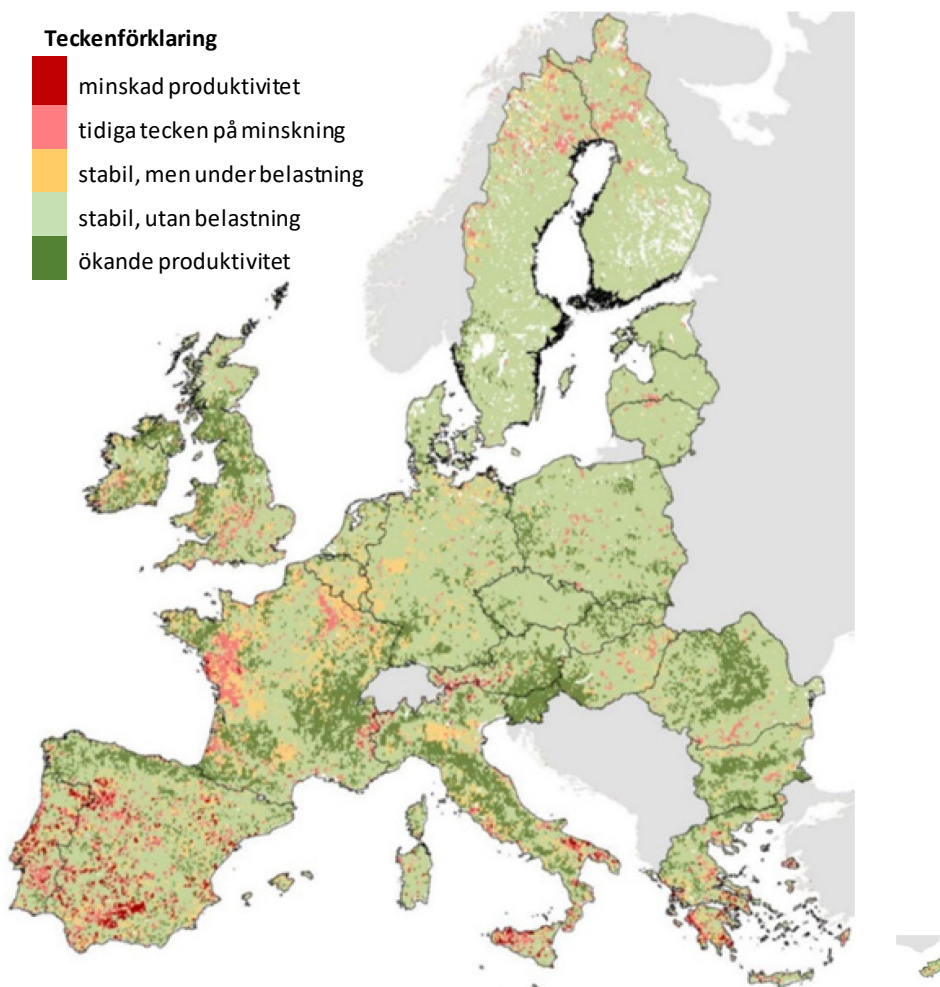 Teckenförklaring
minskad produktivitet
tidiga tecken på minskning
stabil, men under belastning
stabil, utan belastning
ökande produktivitet